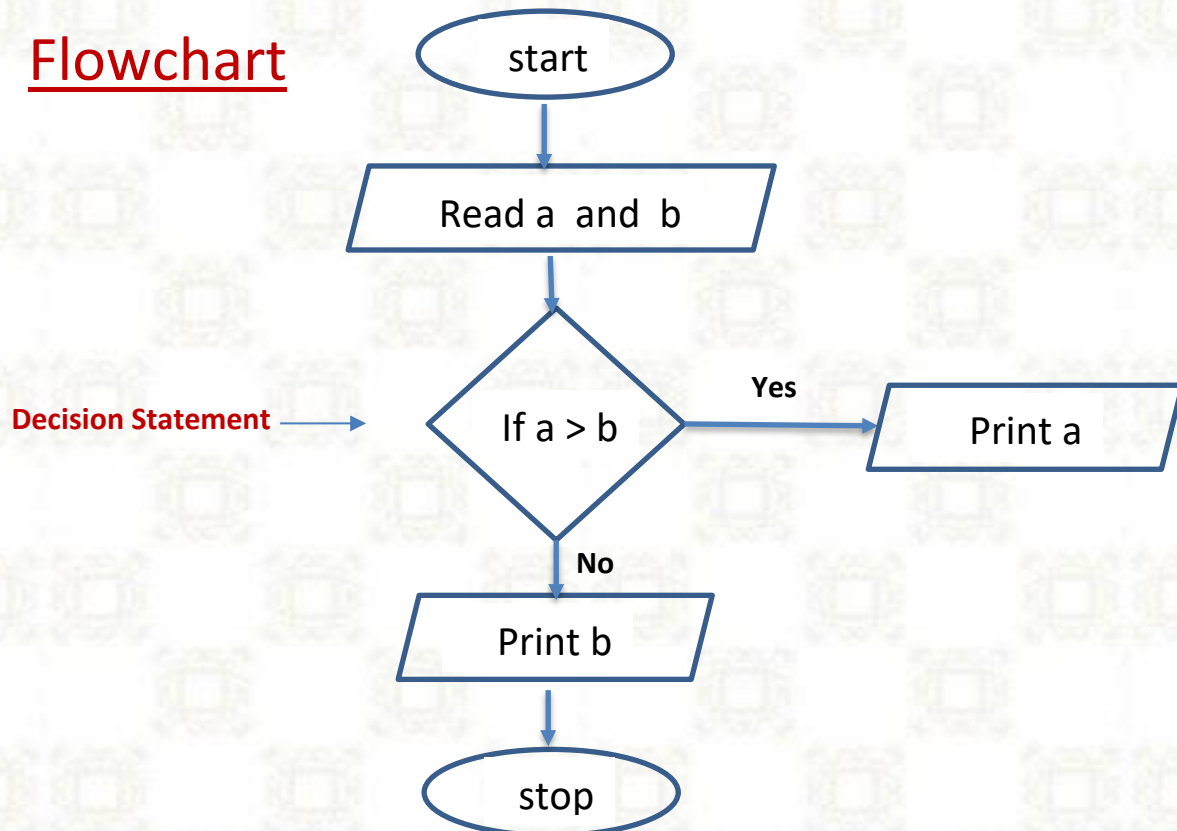 Flowchart
start
Read a and b
Decision Statement
If a > b
Yes
Print a
No
Print b
stop